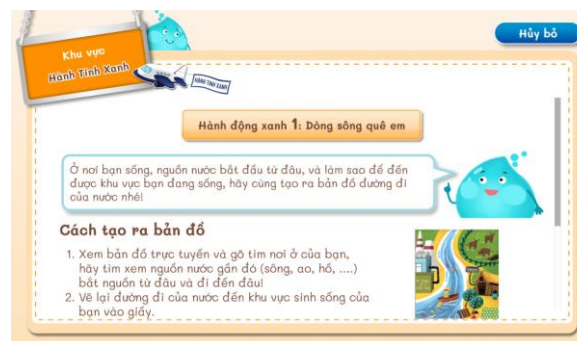 Khu vực
Hành Tinh Xanh
HÀNH TINH XANH
Hủy bỏ
Hành động xanh 1: Dòng sông quê em
Ở nơi bạn sống, nguồn nước bắt đầu từ đâu, và làm sao để đến
được khu vực bạn đang sống, hãy cùng tạo ra bản đồ đường đi
của nước nhé!
Cách tạo ra bản đồ
1. Xem bản đồ trực tuyến và gõ tìm nơi ở của bạn,
hãy tìm xem nguồn nước gần đó (sông, ao, hồ, ....)
bắt nguồn từ đâu và đi đến đâu!
2. Vẽ lại đường đi của nước đến khu vực sinh sống của
bạn vào giấy.